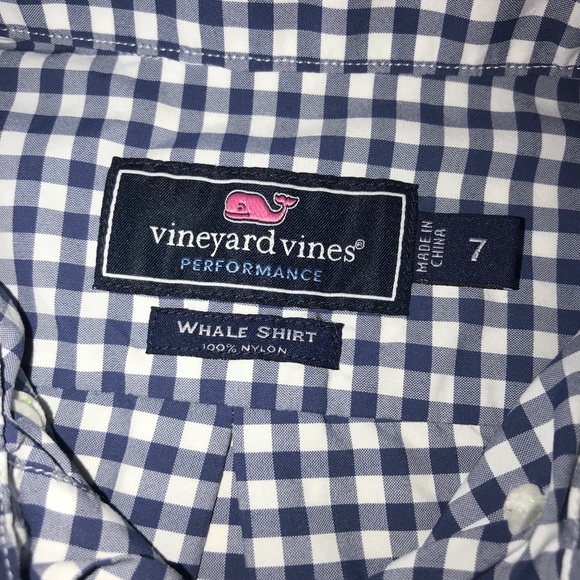 vineyard vines®
PERFORMANCE
MADE IN
CHINA
7
WHALE SHIRT
100% NYLON